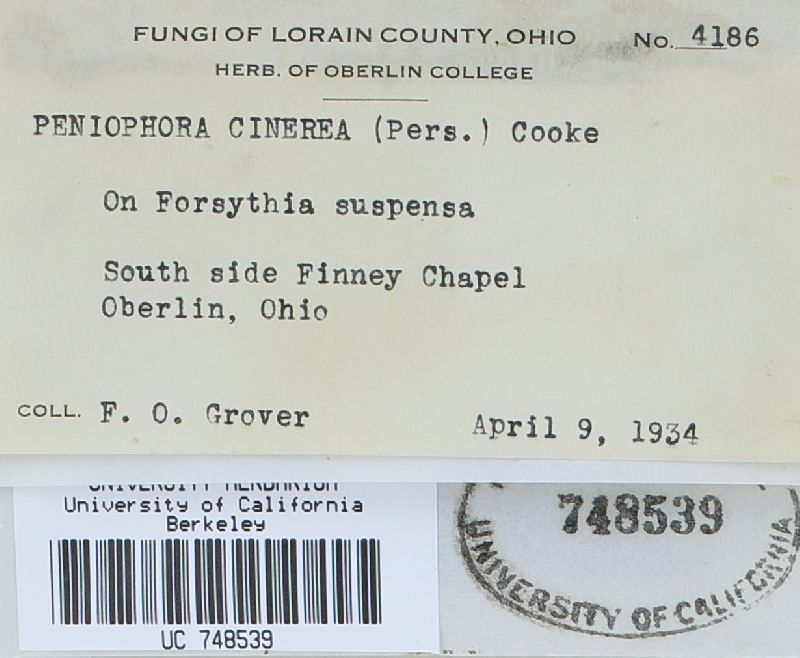 FUNGI OF LORAIN COUNTY, OHIO No. 4186
HERB. OF OBERLIN COLLEGE
PENIOPHORA CINEREA (Pers.) Cooke
On Forsythia suspensa
South side Finney Chapel
Oberlin, Ohio
COLL. F. O. Grover April 9, 1934
UNIVERSITY HERBARIUM
University of California
Berkeley
UC 748539
748539
UNIVERSITY OF CALIFORNIA